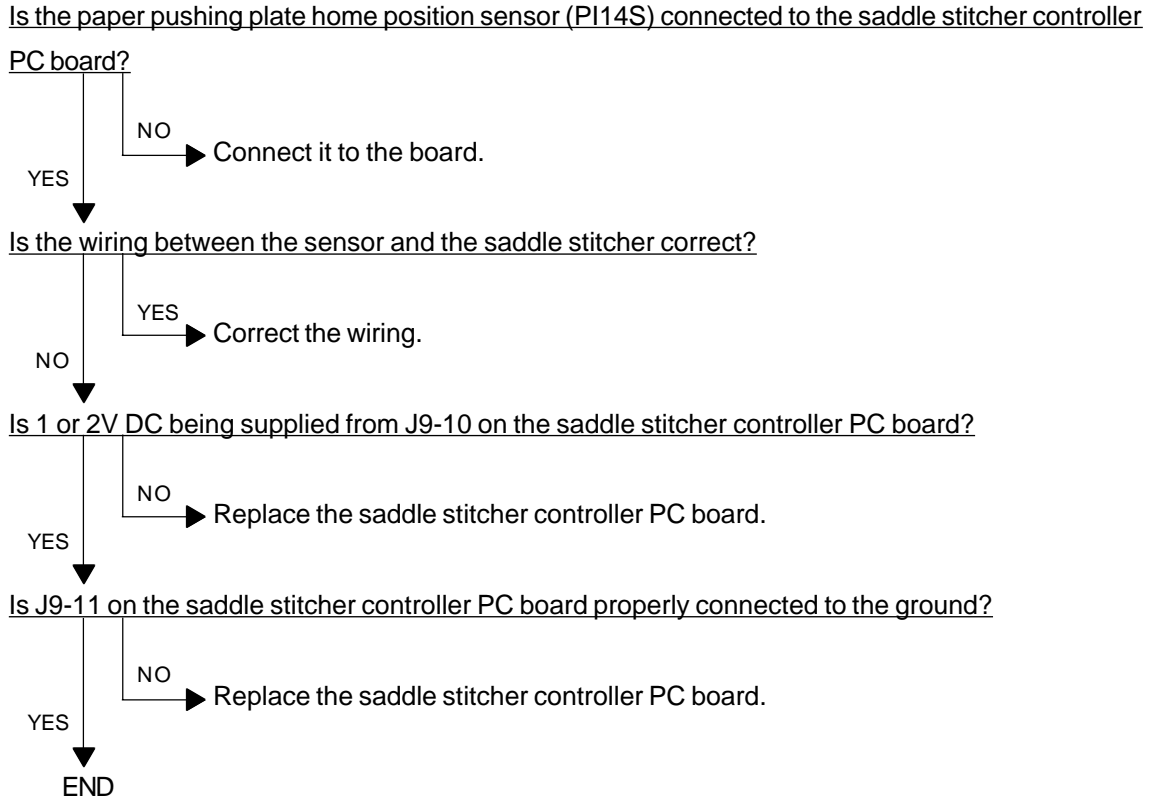 Is the paper pushing plate home position sensor (PI14S) connected to the saddle stitcher controller
PC board?
NO
Connect it to the board.
YES
Is the wiring between the sensor and the saddle stitcher correct?
YES
Correct the wiring.
NO
Is 1 or 2V DC being supplied from J9-10 on the saddle stitcher controller PC board?
NO
Replace the saddle stitcher controller PC board.
YES
Is J9-11 on the saddle stitcher controller PC board properly connected to the ground?
NO
Replace the saddle stitcher controller PC board.
YES
END